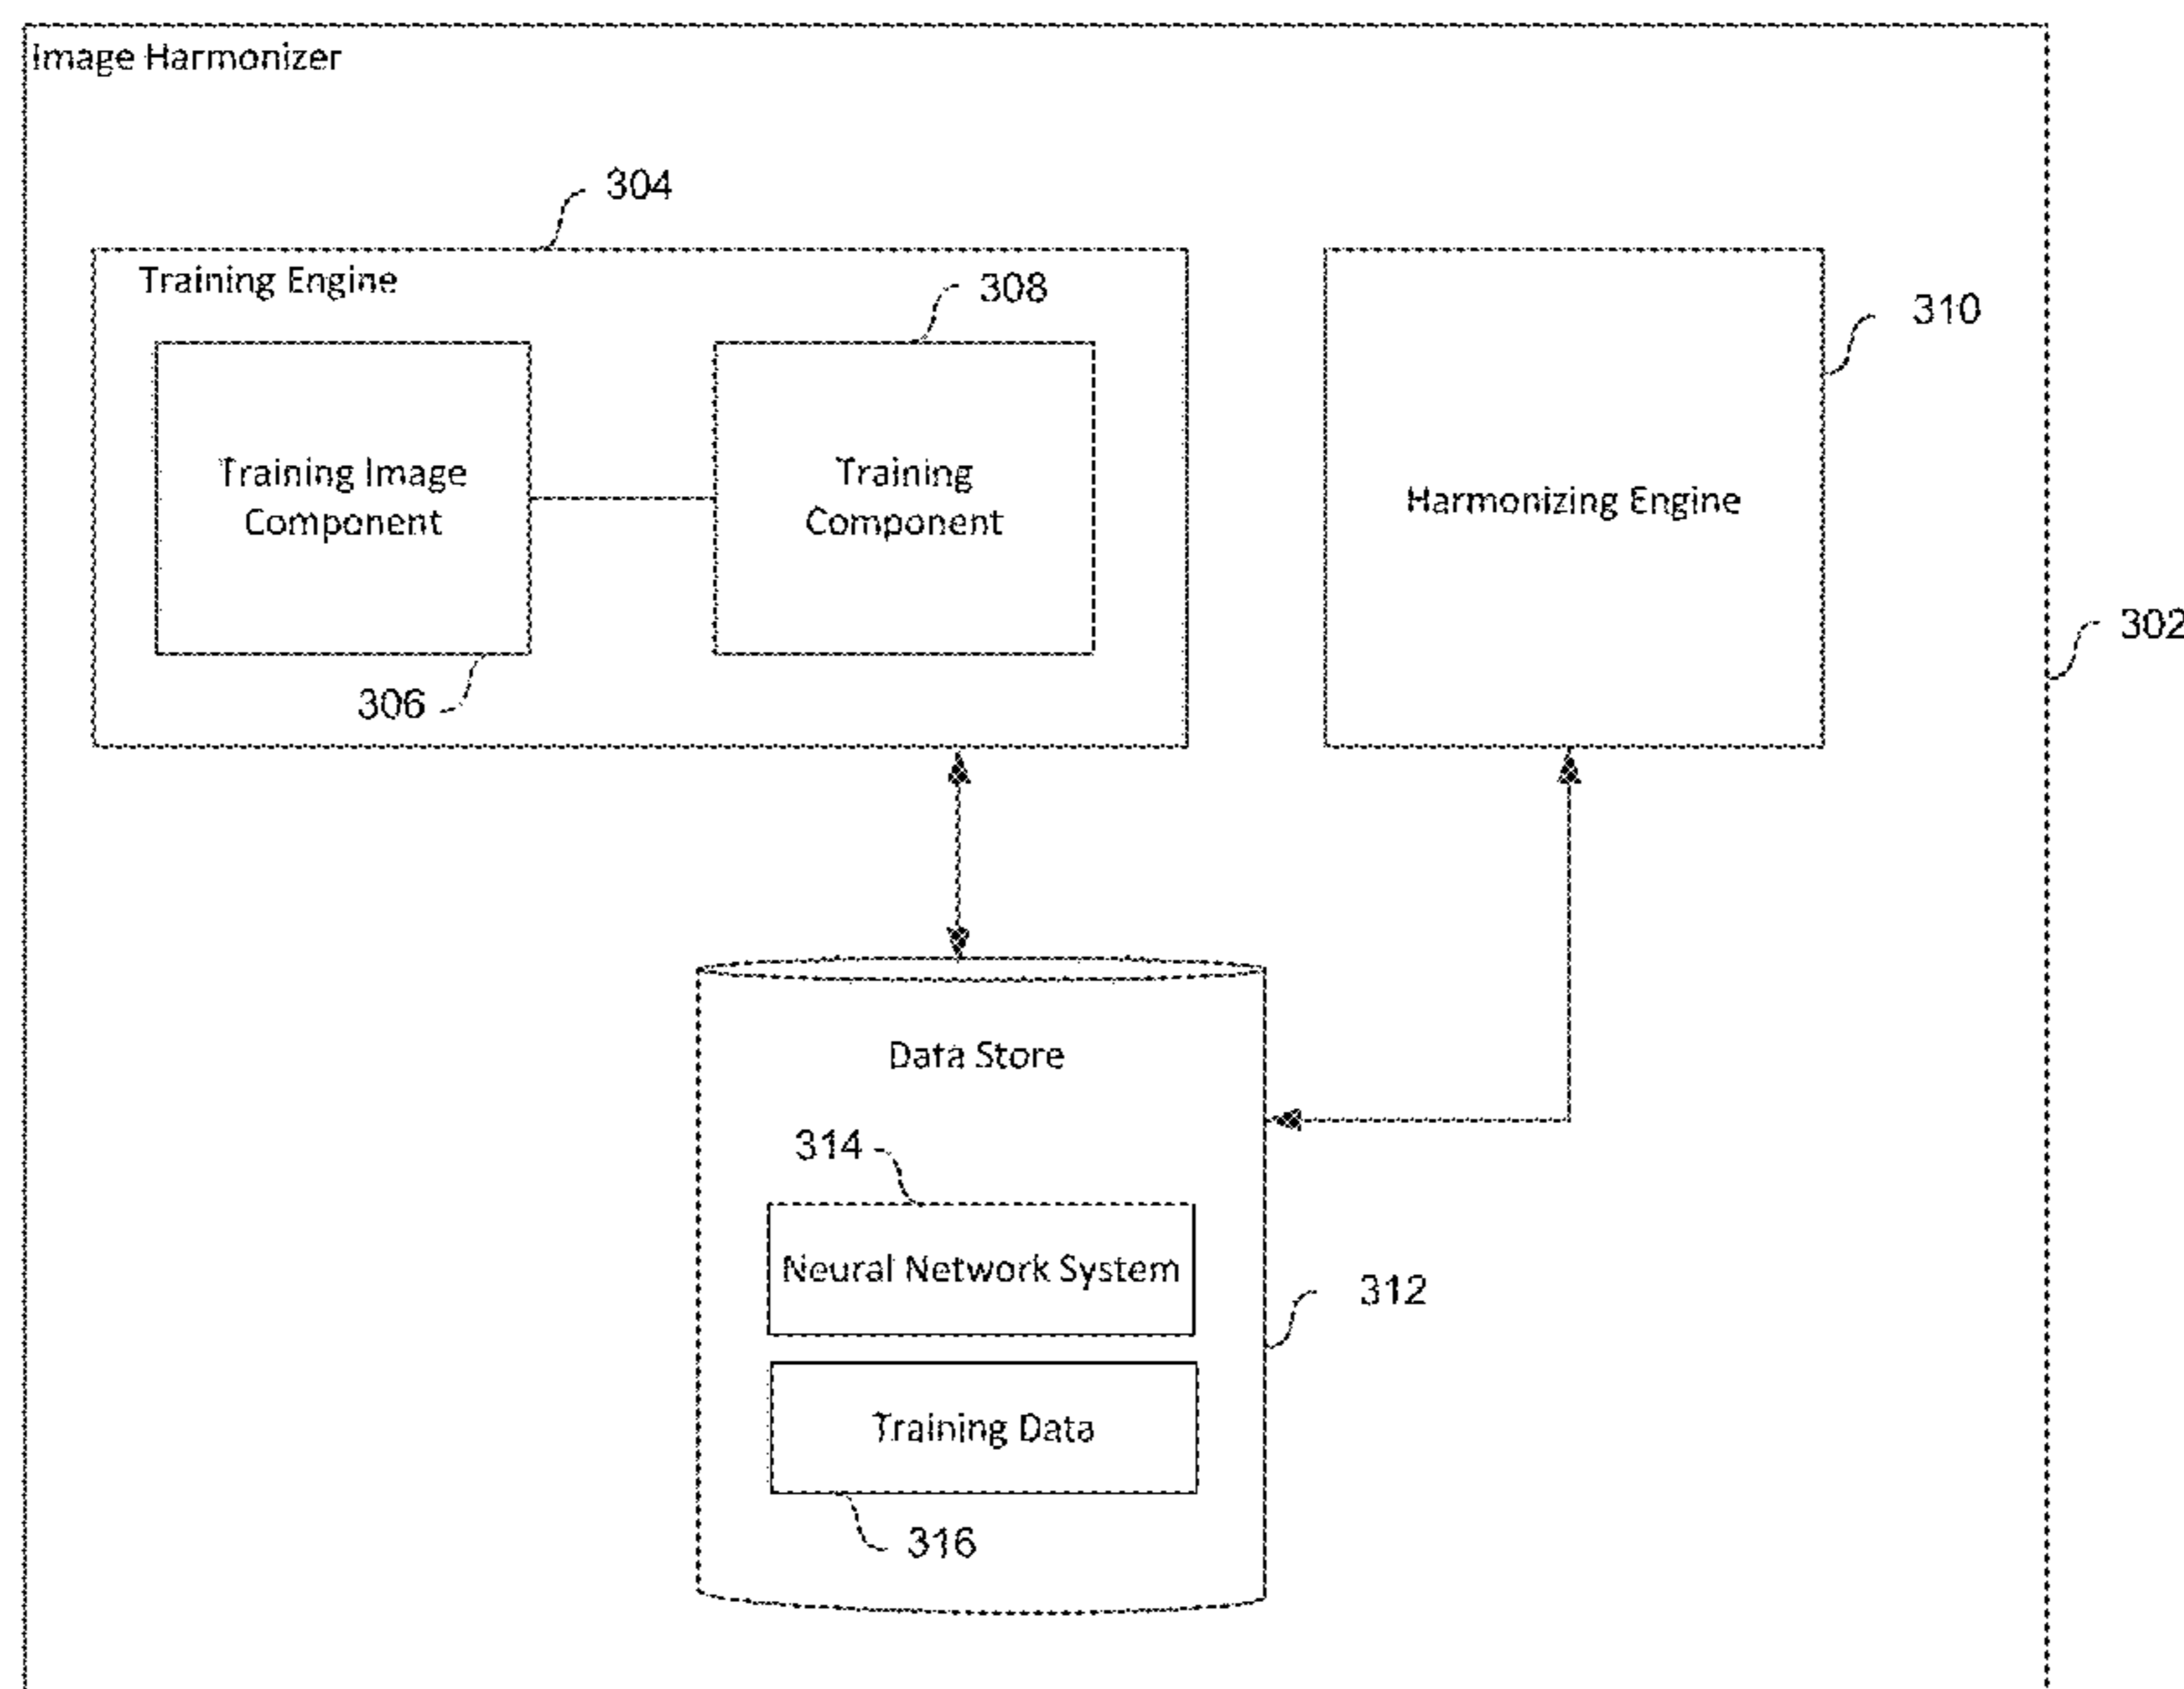 Image Harmonizer
304
Training Engine
308
310
Training Image
Component
Training
Component
Harmonizing Engine
302
306
Data Store
314
Neural Network System
312
Training Data
316